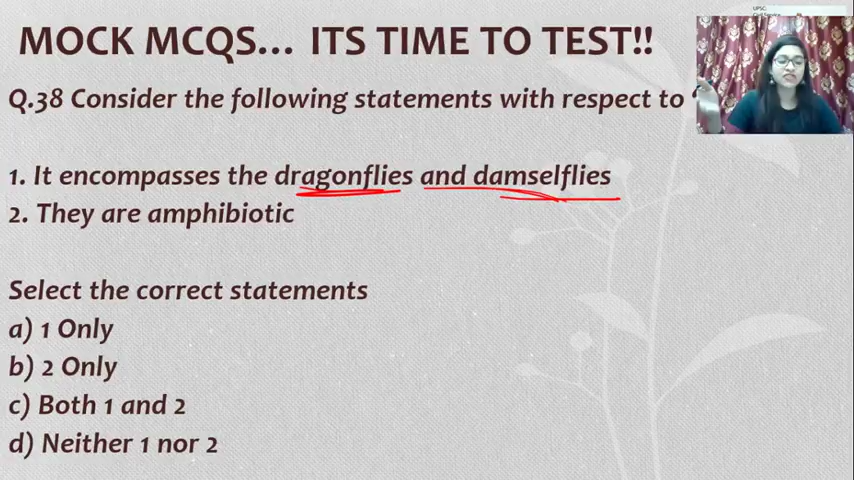 MOCK MCQS... ITS TIME TO TEST!!
UPSC
Q.38 Consider the following statements with respect to
1. It encompasses the dragonflies and damselflies
2. They are amphibiotic
Select the correct statements
a) 1 Only
b) 2 Only
c) Both 1 and 2
d) Neither 1 nor 2